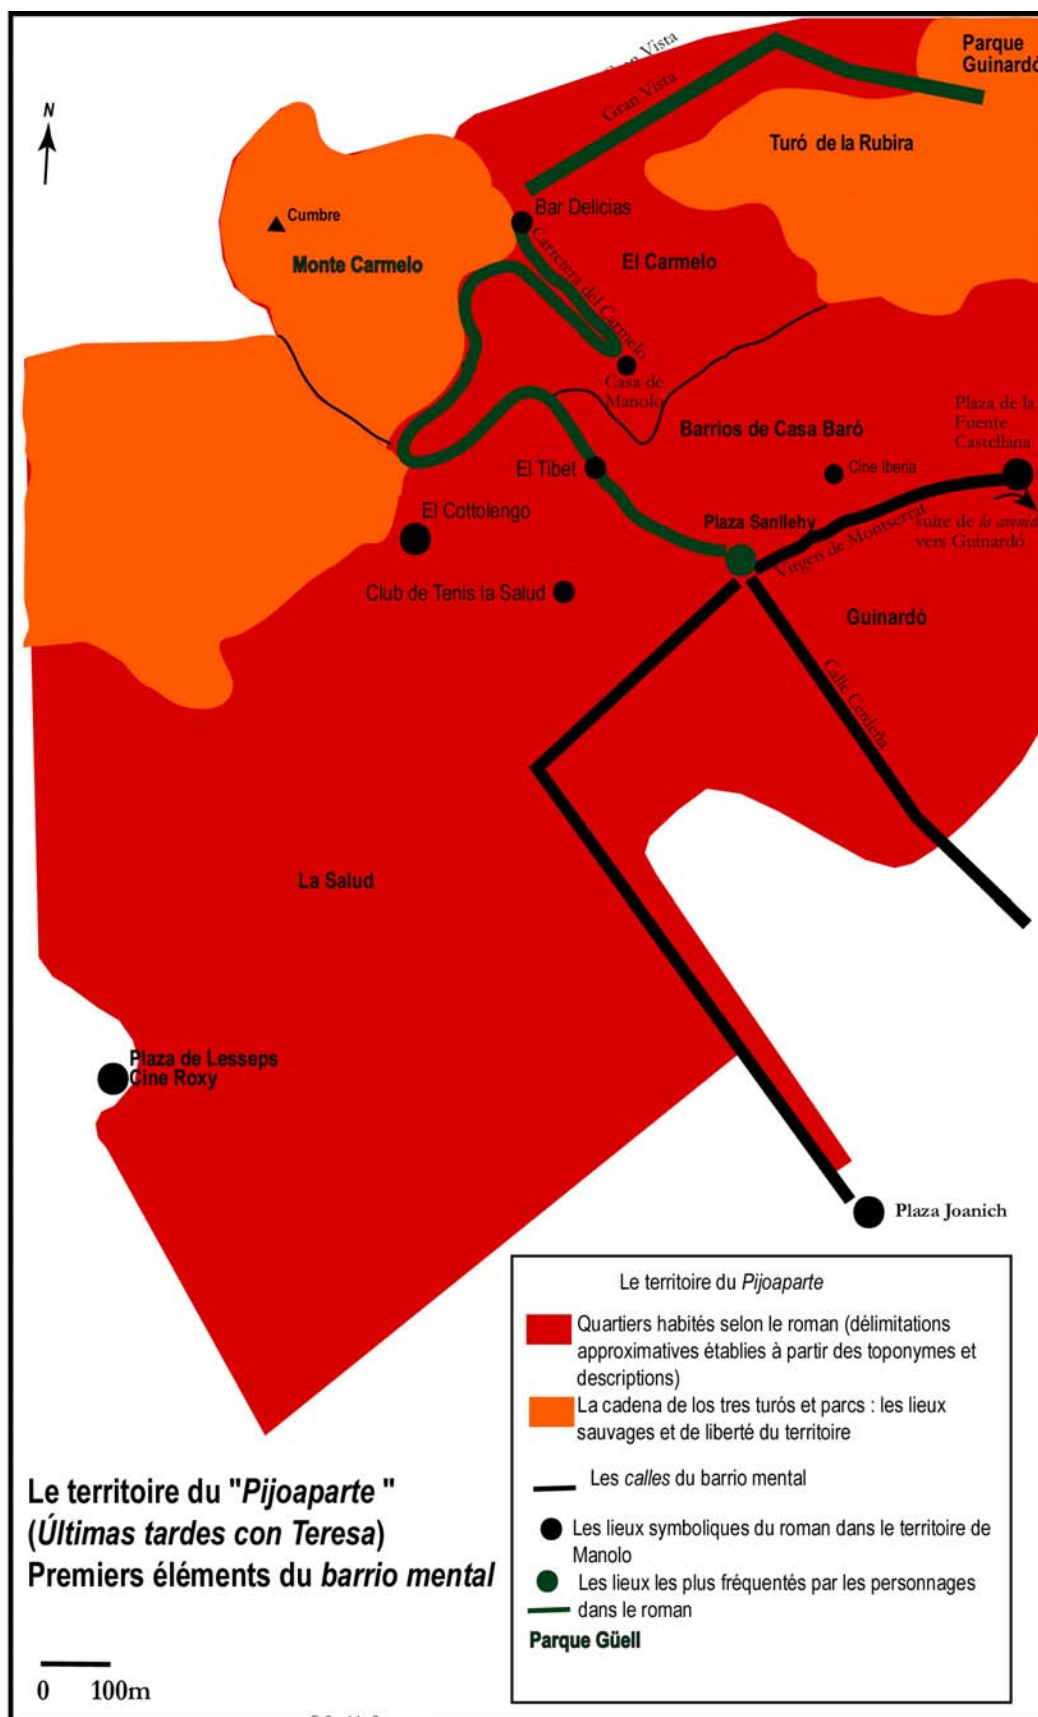 Gran Vista
Parque
Guinardó
N
Gran Vista
Turó de la Rubira
Cumbre
Bar Delicias
Monte Carmelo
El Carmelo
Carretera del Carmelo
Casa de
Manolo
Plaza de la
Fuente
Castellana
Barrios de Casa Baró
El Tibet
Cine Iberia
El Cottolengo
Plaza Sanllehy
Virgen de Montserrat
suite de la avenid
vers Guinardó
Club de Tenis la Salud
Guinardó
Calle Cerdeña
La Salud
Plaza de Lesseps
Cine Roxy
Plaza Joanich
Le territoire du Pijoaparte
Quartiers habités selon le roman (délimitations
approximatives établies à partir des toponymes et
descriptions)
La cadena de los tres turós et parcs : les lieux
sauvages et de liberté du territoire
Les calles du barrio mental
Les lieux symboliques du roman dans le territoire de
Manolo
Les lieux les plus fréquentés par les personnages
dans le roman
Parque Güell
Le territoire du "Pijoaparte "
(Últimas tardes con Teresa)
Premiers éléments du barrio mental
0 100m